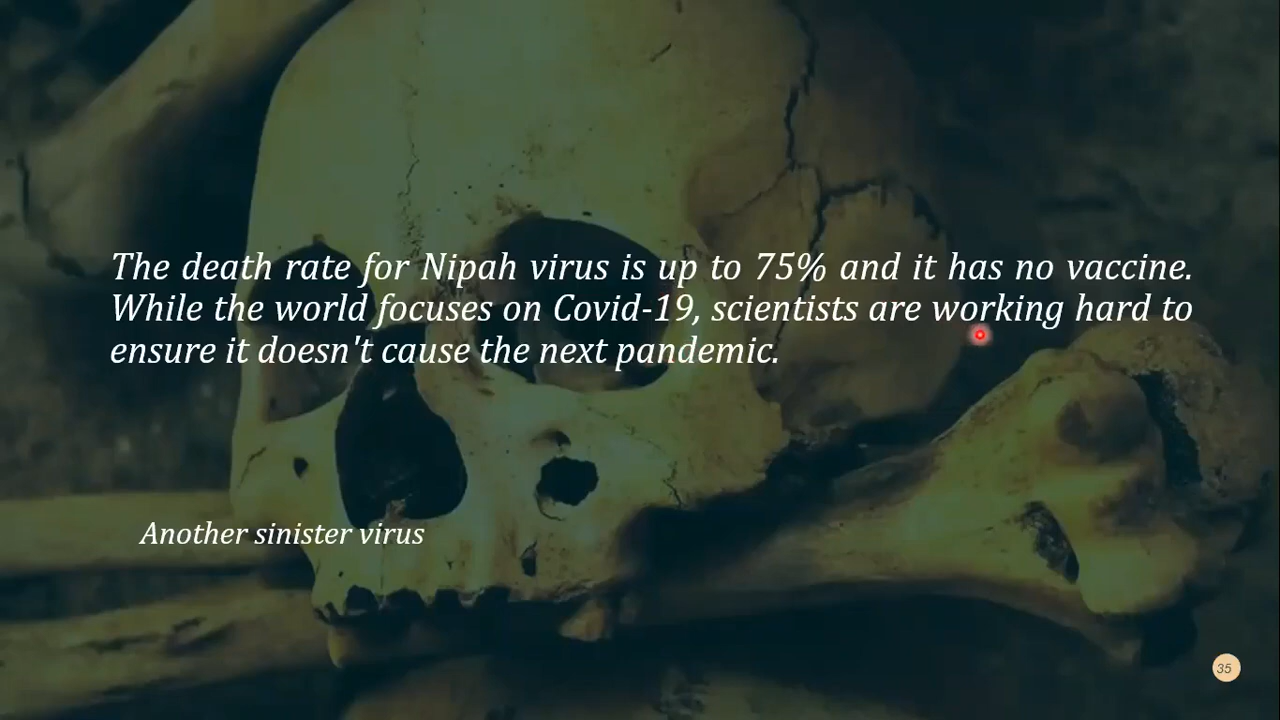 The death rate for Nipah virus is up to 75% and it has no vaccine.
While the world focuses on Covid-19, scientists are working hard to
ensure it doesn't cause the next pandemic.
Another sinister virus
35